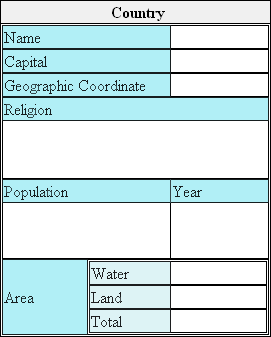 Country
Name
Capital
Geographic Coordinate
Religion
Population Year
Water
Area Land
Total